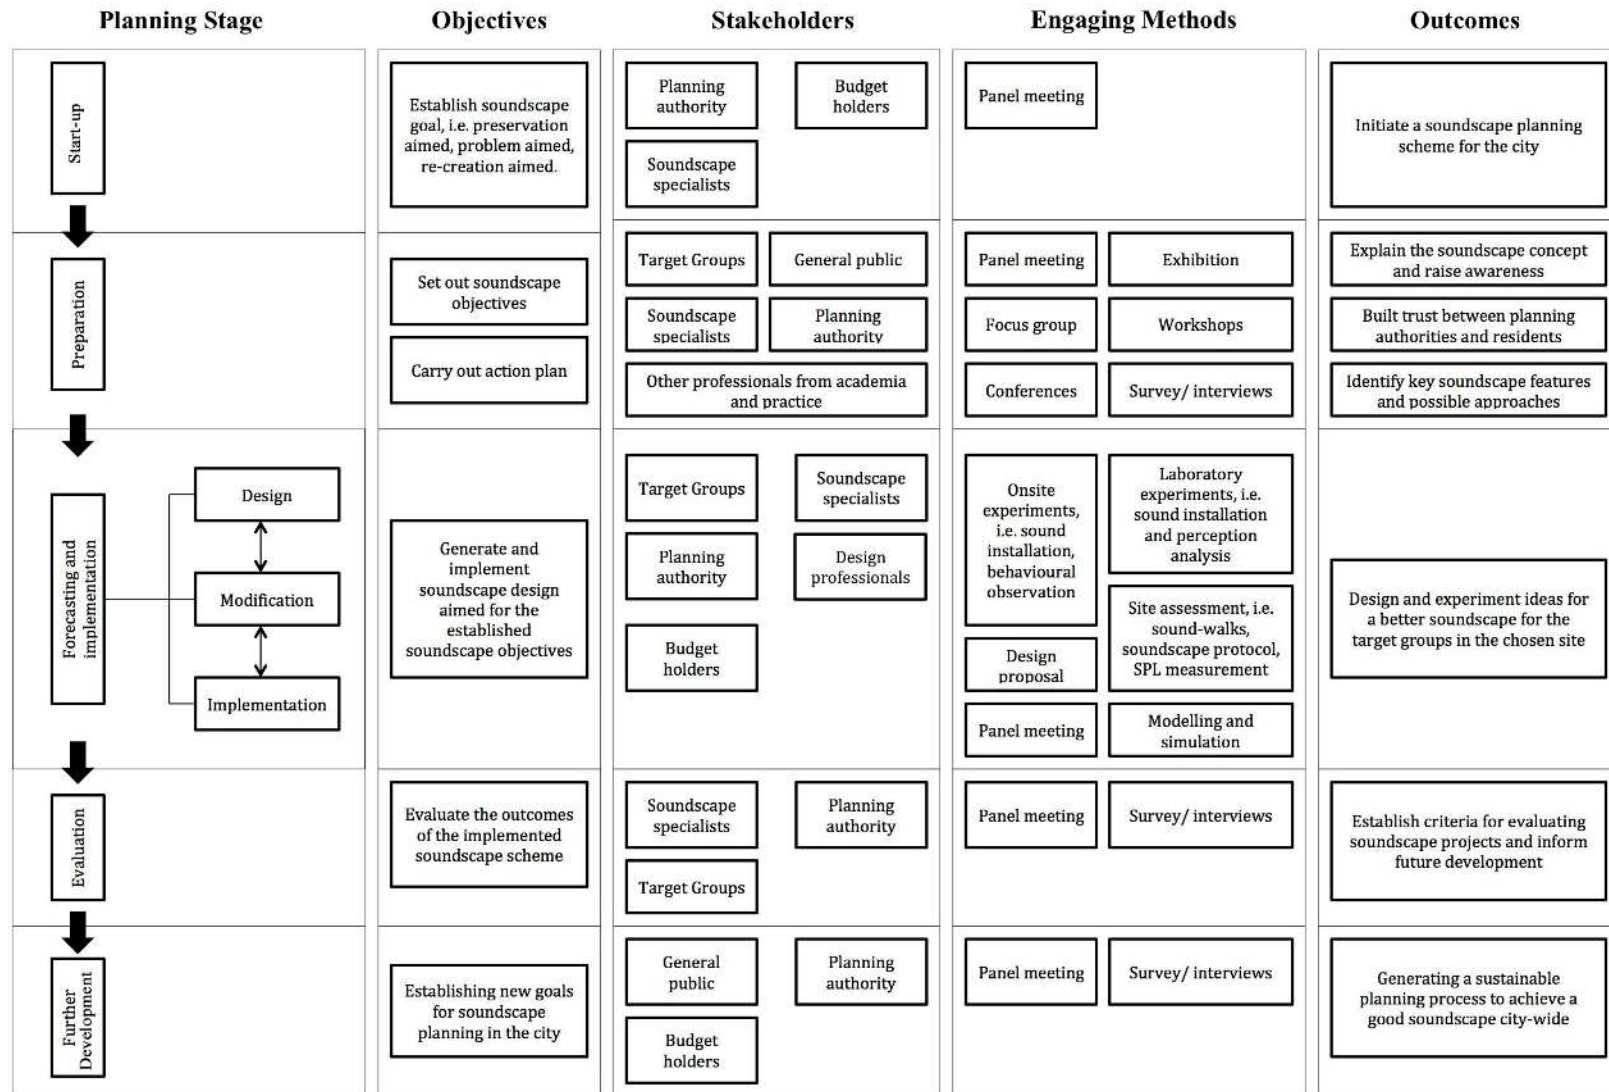 Planning Stage
Objectives
Stakeholders
Engaging Methods
Outcomes
Start-up
Establish soundscape
goal, i.e. preservation
aimed, problem aimed,
re-creation aimed.
Planning
authority
Budget
holders
Soundscape
specialists
Panel meeting
Initiate a soundscape planning
scheme for the city
Preparation
Set out soundscape
objectives
Carry out action plan
Target Groups
General public
Soundscape
specialists
Planning
authority
Other professionals from academia
and practice
Panel meeting
Exhibition
Focus group
Workshops
Conferences
Survey/ interviews
Explain the soundscape concept
and raise awareness
Built trust between planning
authorities and residents
Identify key soundscape features
and possible approaches
Forecasting and
implementation
Design
Modification
Implementation
Generate and
implement
soundscape design
aimed for the
established
soundscape objectives
Target Groups
Soundscape
specialists
Planning
authority
Design
professionals
Budget
holders
Onsite
experiments,
i.e. sound
installation,
behavioural
observation
Laboratory
experiments, i.e.
sound installation
and perception
analysis
Site assessment, i.e.
sound-walks,
soundscape protocol,
SPL measurement
Design
proposal
Panel meeting
Modelling and
simulation
Design and experiment ideas for
a better soundscape for the
target groups in the chosen site
Evaluation
Evaluate the outcomes
of the implemented
soundscape scheme
Soundscape
specialists
Planning
authority
Target Groups
Panel meeting
Survey/ interviews
Establish criteria for evaluating
soundscape projects and inform
future development
Further
Development
Establishing new goals
for soundscape
planning in the city
General
public
Planning
authority
Budget
holders
Panel meeting
Survey/ interviews
Generating a sustainable
planning process to achieve a
good soundscape city-wide